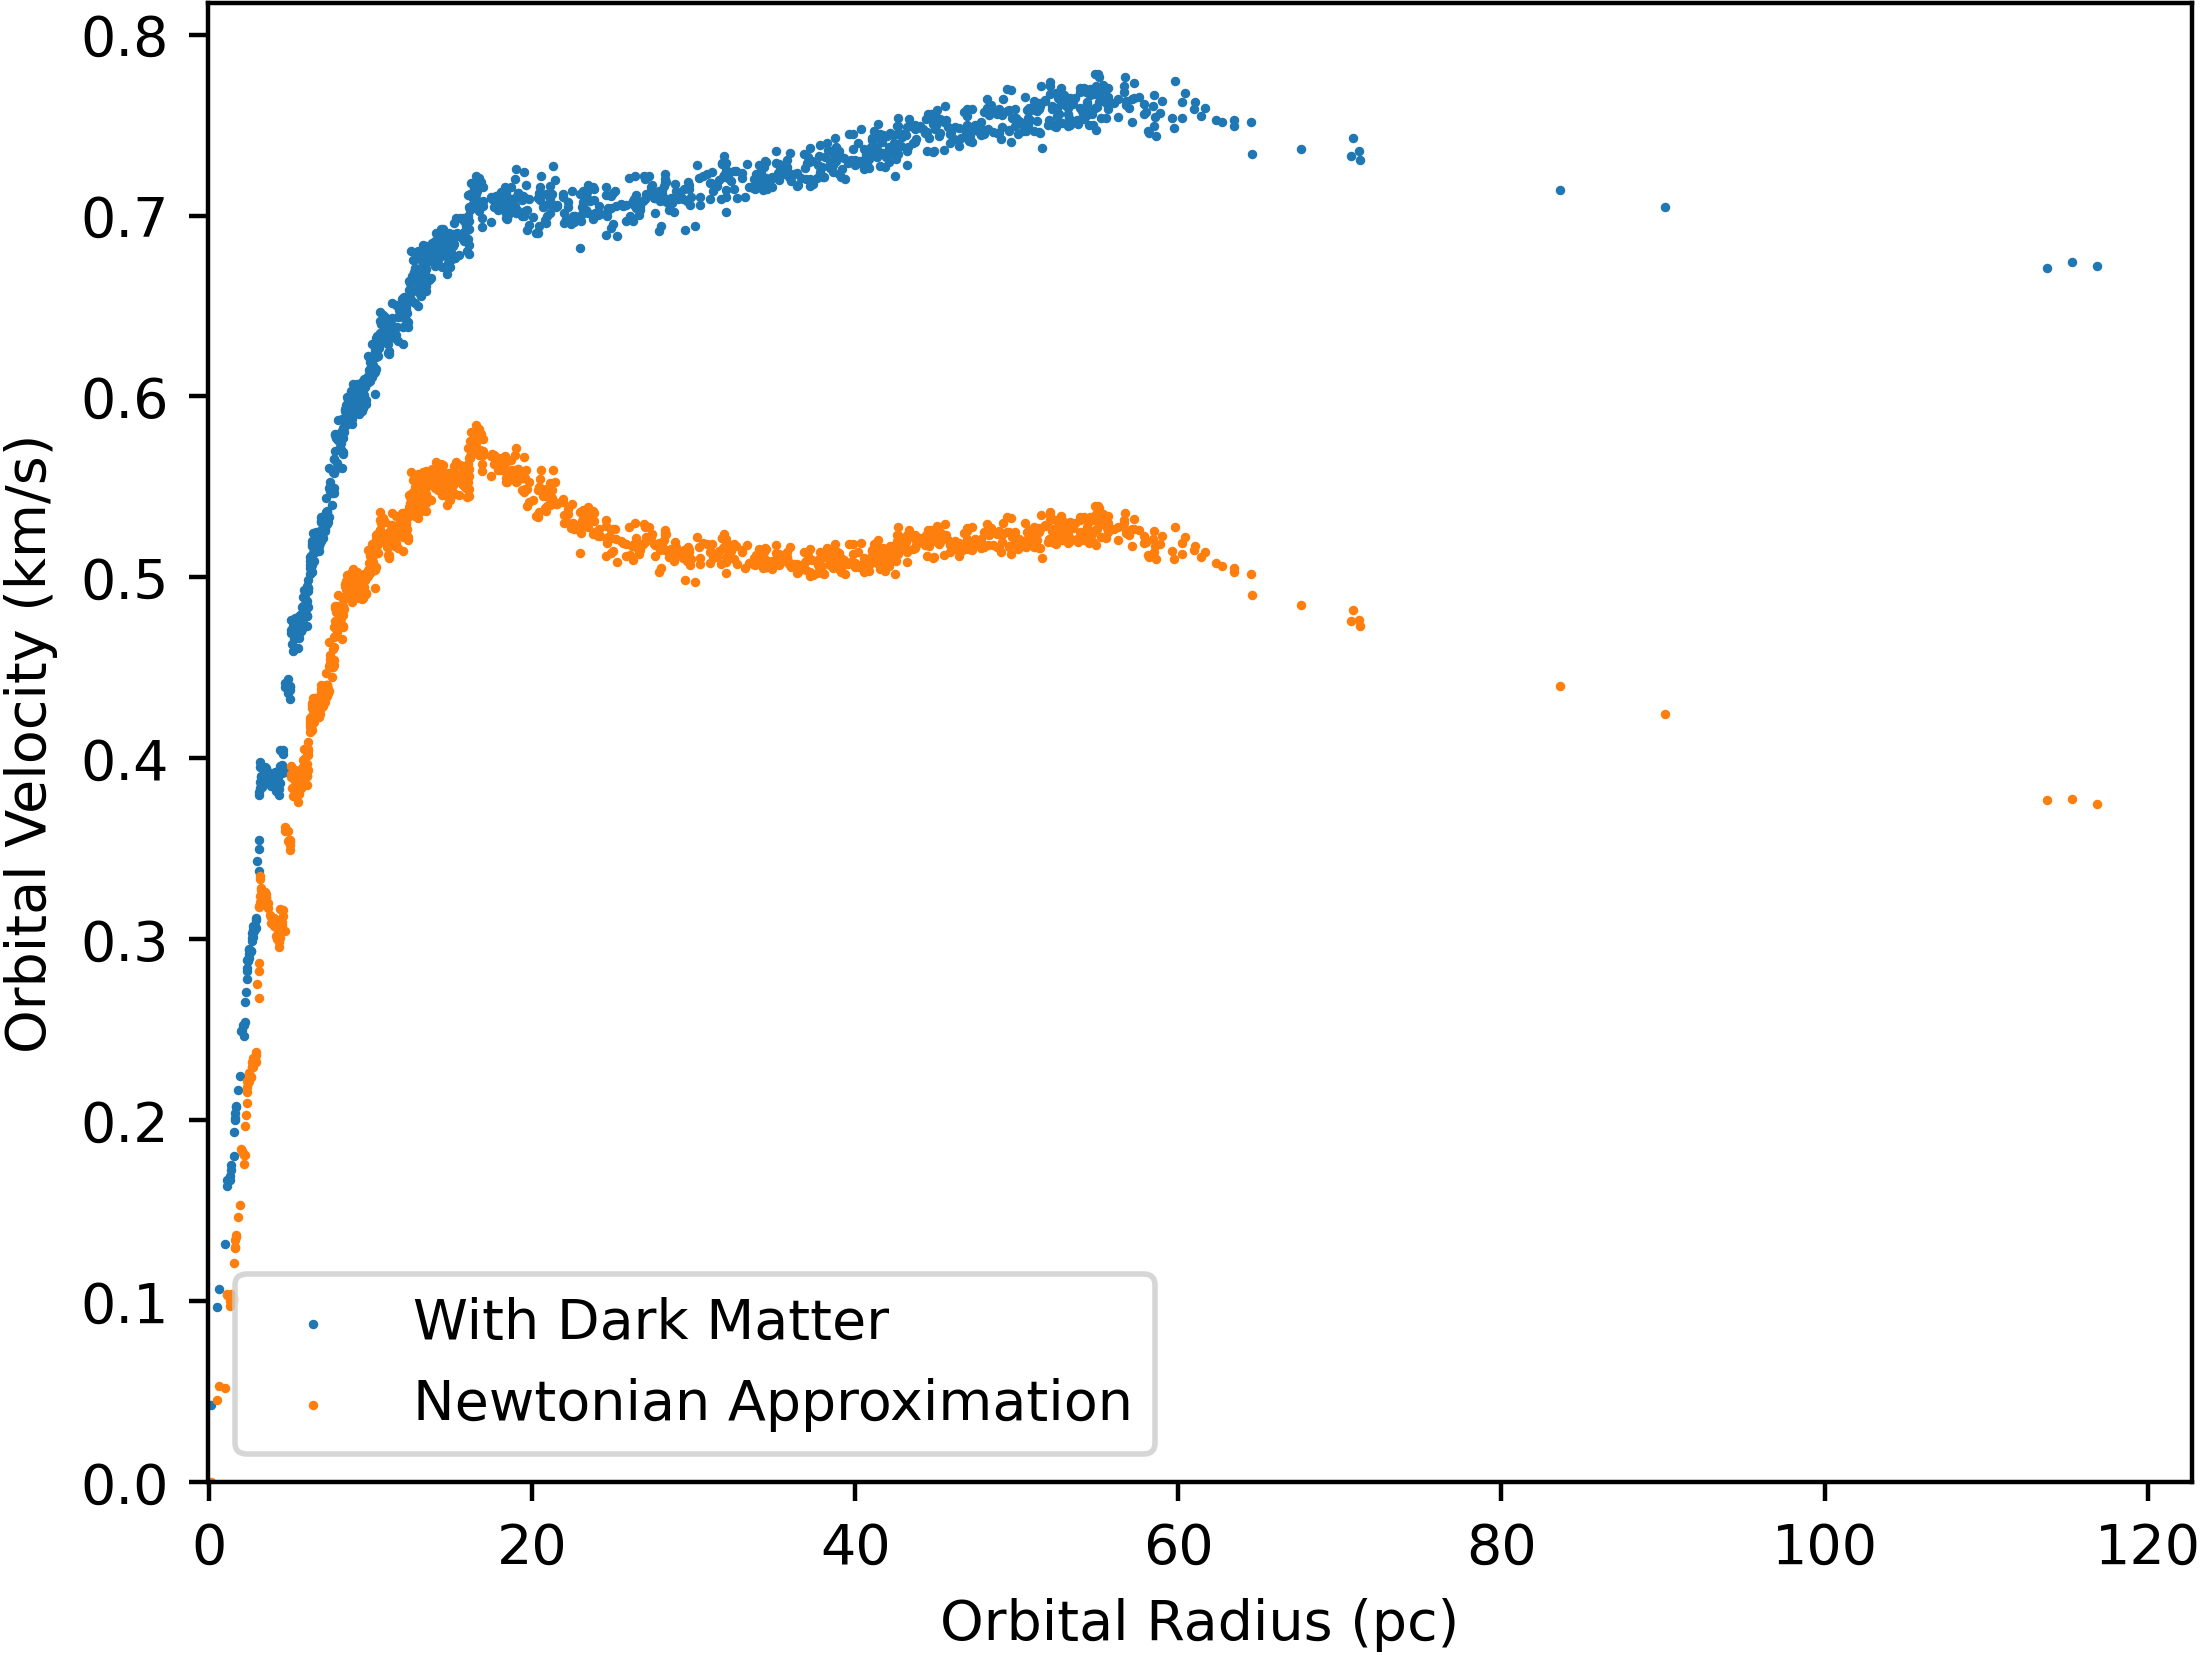 0.8
0.7
0.6
0.5
0.4
0.3
0.2
0.1
0.0
Orbital Velocity (km/s)
With Dark Matter
Newtonian Approximation
0 20 40 60 80 100 120
Orbital Radius (pc)